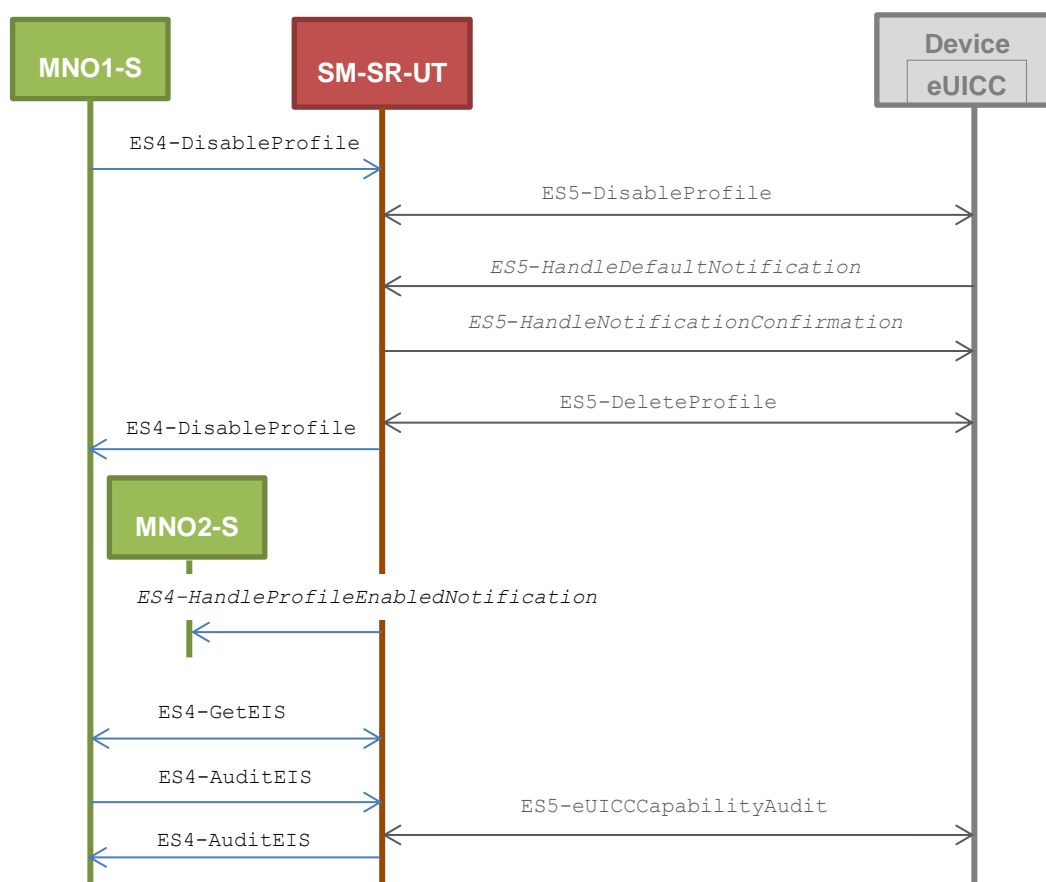 MNO1-S
SM-SR-UT
Device
eUICC
ES4-DisableProfile
ES5-DisableProfile
ES5-HandleDefaultNotification
ES5-HandleNotificationConfirmation
ES5-DeleteProfile
ES4-DisableProfile
MNO2-S
ES4-HandleProfileEnabledNotification
ES4-GetEIS
ES4-AuditEIS
ES5-eUICCCapabilityAudit
ES4-AuditEIS